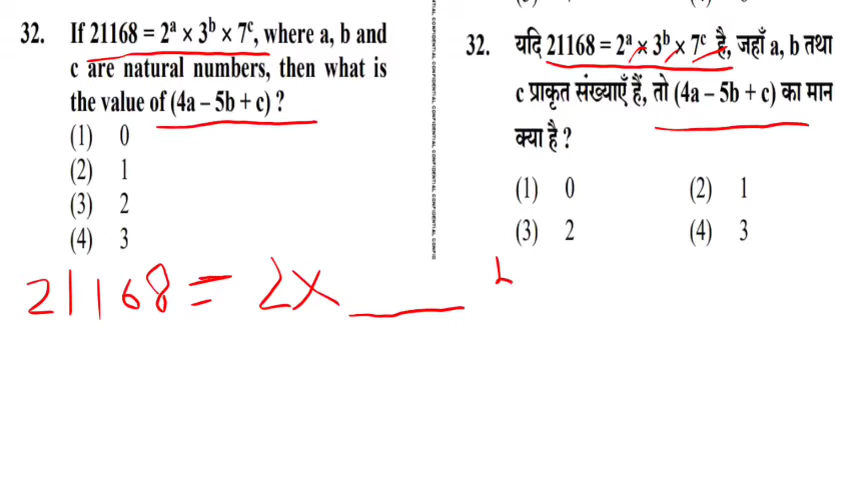 32. If 21168 = 2ᵃ × 3ᵇ × 7ᶜ, where a, b and
c are natural numbers, then what is
the value of (4a – 5b + c) ?
(1) 0
(2) 1
(3) 2
(4) 3
32. यदि 21168 = 2ᵃ × 3ᵇ × 7ᶜ है, जहाँ a, b तथा
c प्राकृत संख्याएँ हैं, तो (4a – 5b + c) का मान
क्या है ?
(1) 0 (2) 1
(3) 2 (4) 3
21168 = 2 ×